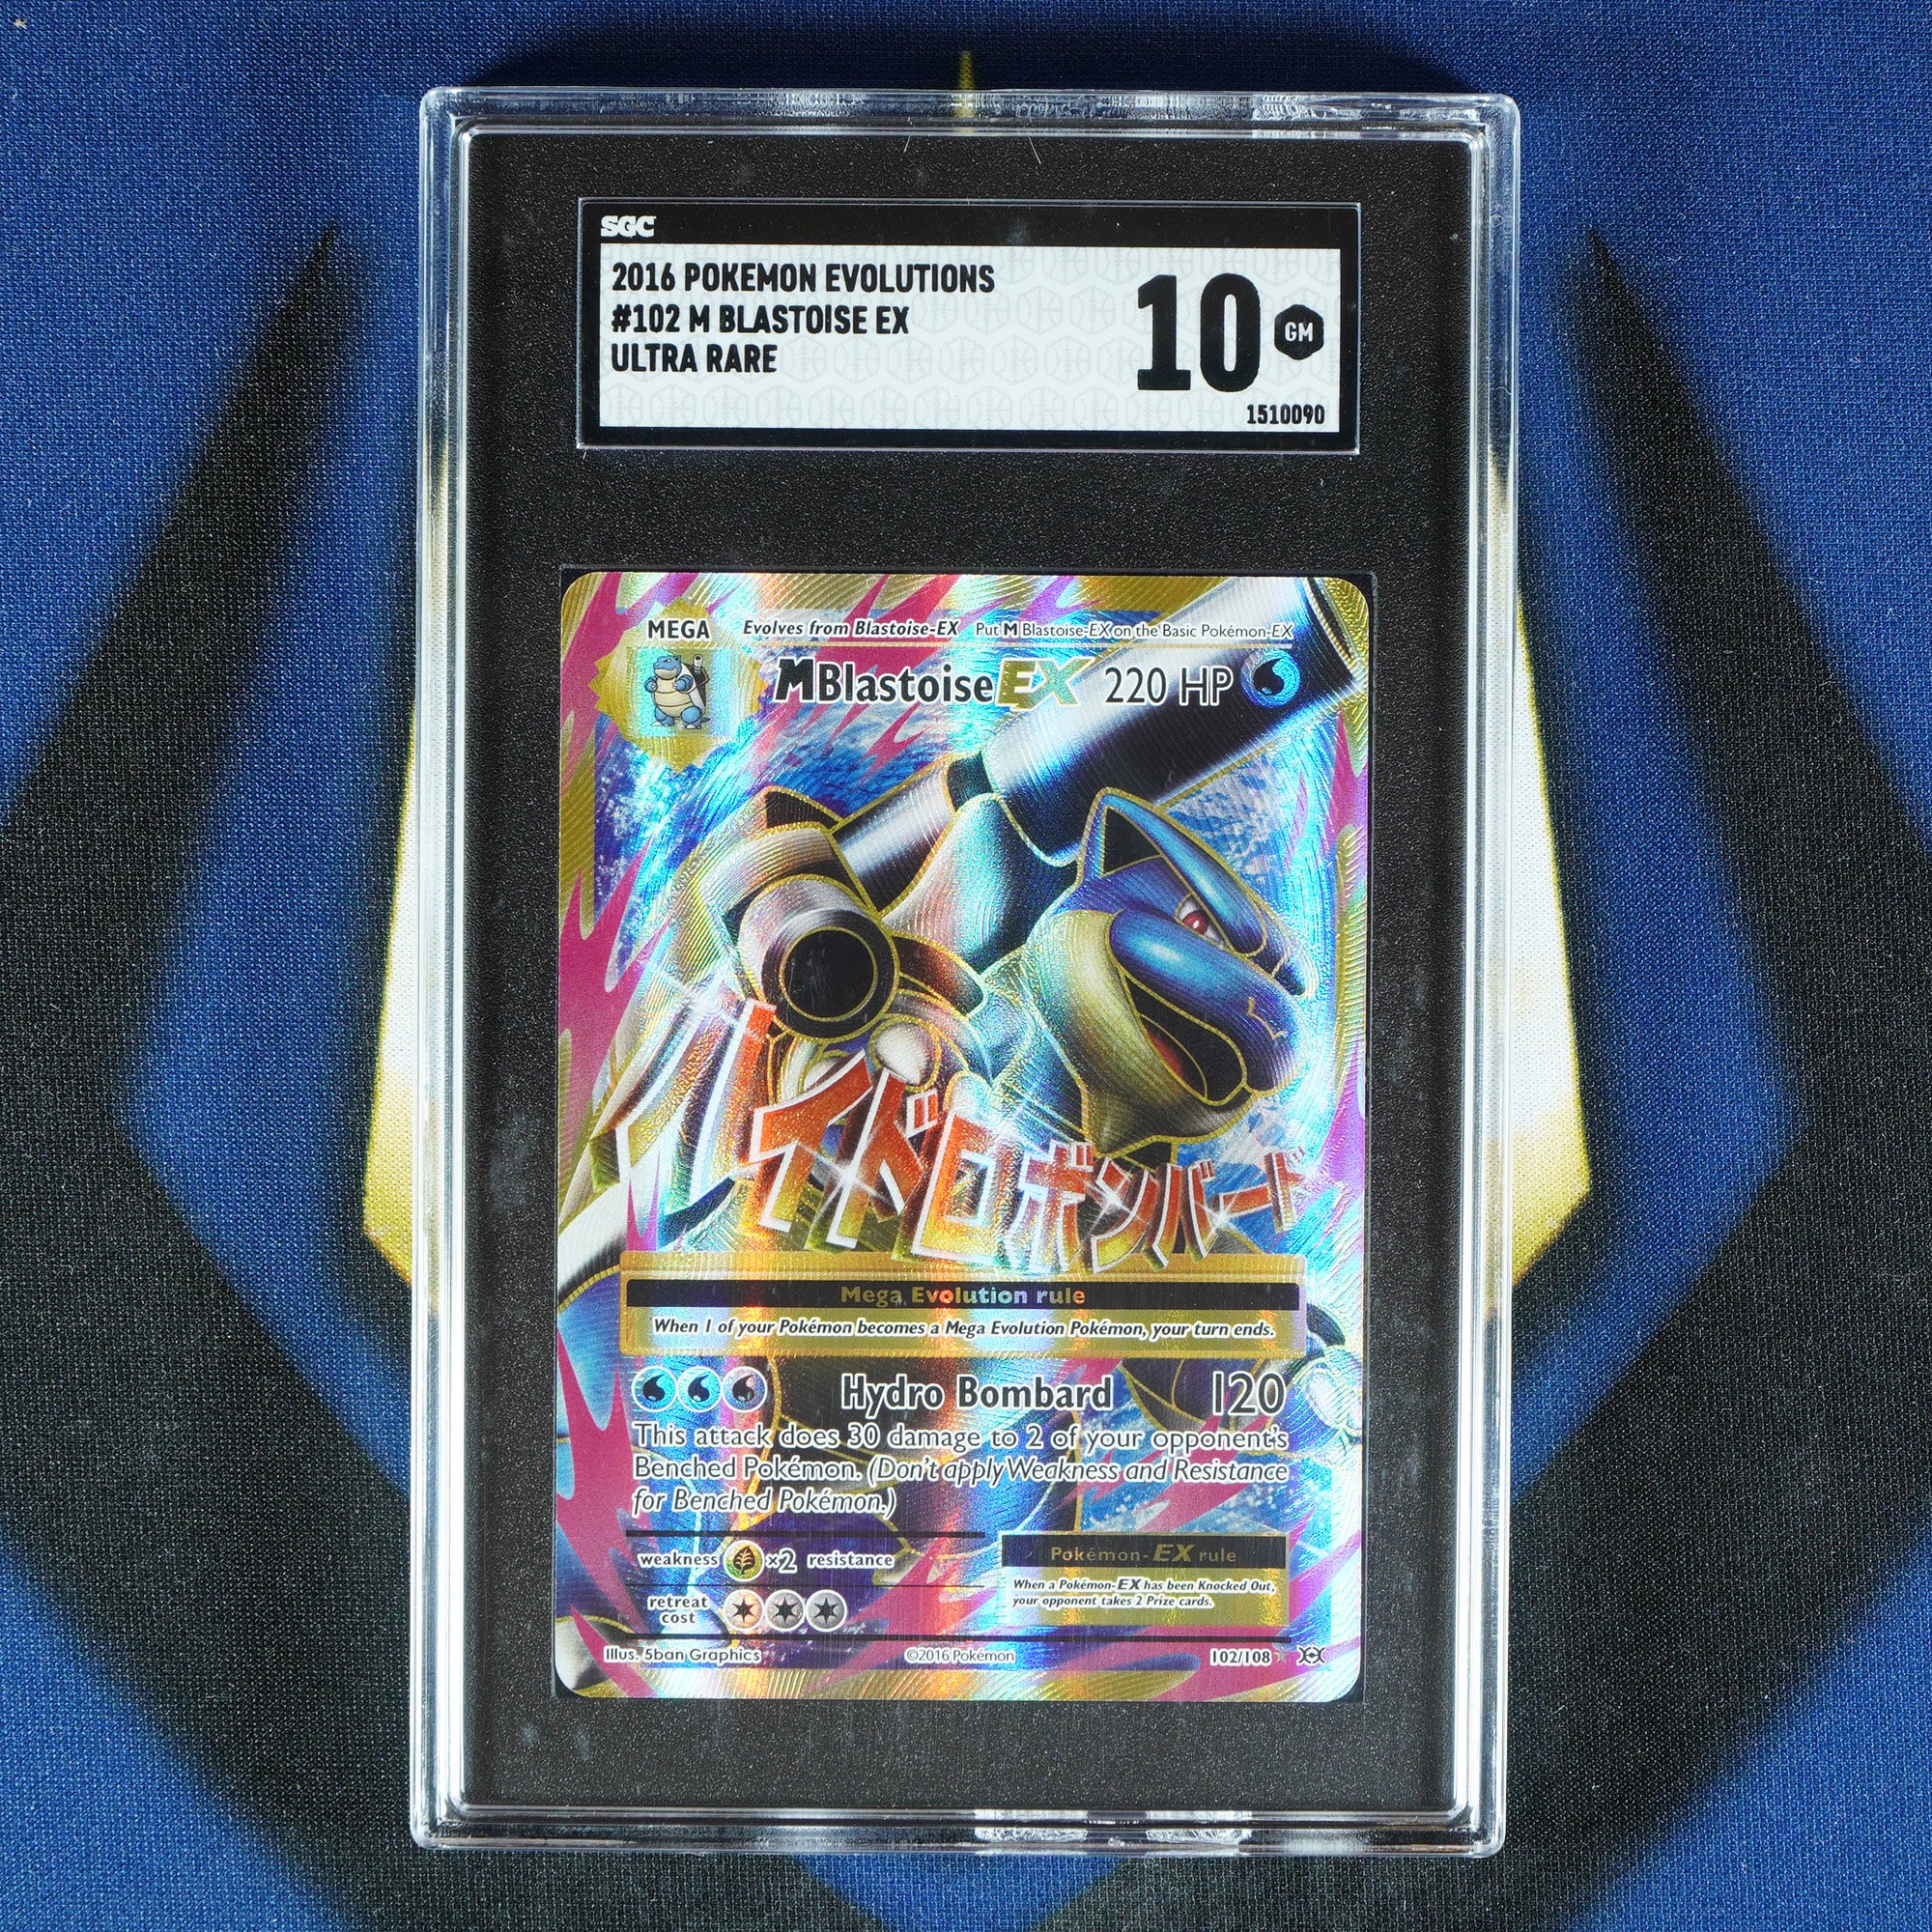 SGC
2016 POKEMON EVOLUTIONS
#102 M BLASTOISE EX
ULTRA RARE
10 GM
1510090
MEGA Evolves from Blastoise-EX Put M Blastoise-EX on the Basic Pokémon-EX
MBlastoise EX 220 HP
ハイドロボンバード
Mega Evolution rule
When 1 of your Pokémon becomes a Mega Evolution Pokémon, your turn ends.
Hydro Bombard 120
This attack does 30 damage to 2 of your opponent's
Benched Pokémon. (Don't apply Weakness and Resistance
for Benched Pokémon.)
weakness ×2 resistance
retreat
cost
Pokémon-EX rule
When a Pokémon-EX has been Knocked Out,
your opponent takes 2 Prize cards.
Illus. 5ban Graphics ©2016 Pokémon 102/108